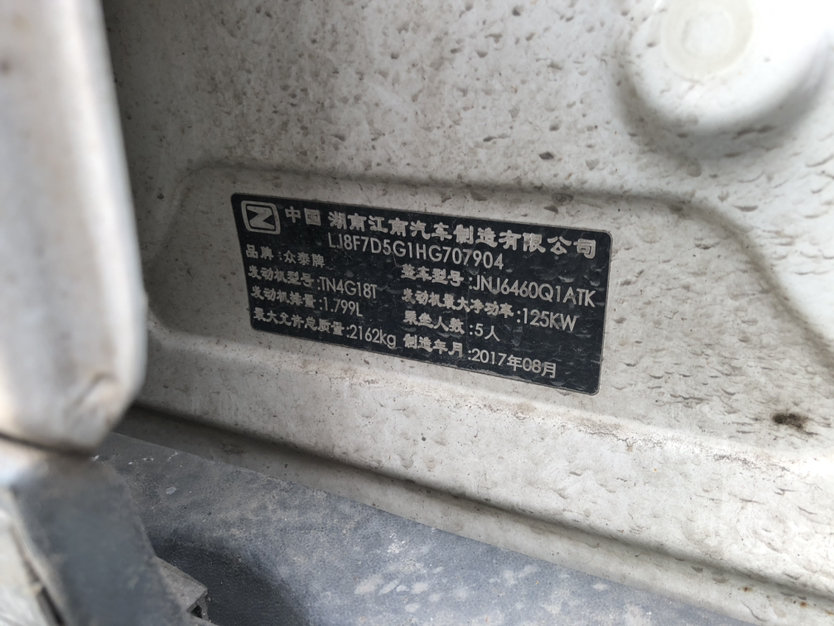 中国 湖南江南汽车制造有限公司
LJ8F7D5G1HG707904
品牌:众泰牌 整车型号:JNJ6460Q1ATK
发动机型号:TN4G18T 发动机最大净功率:125KW
发动机排量:1.799L 乘坐人数:5人
最大允许总质量:2162kg 制造年月:2017年08月